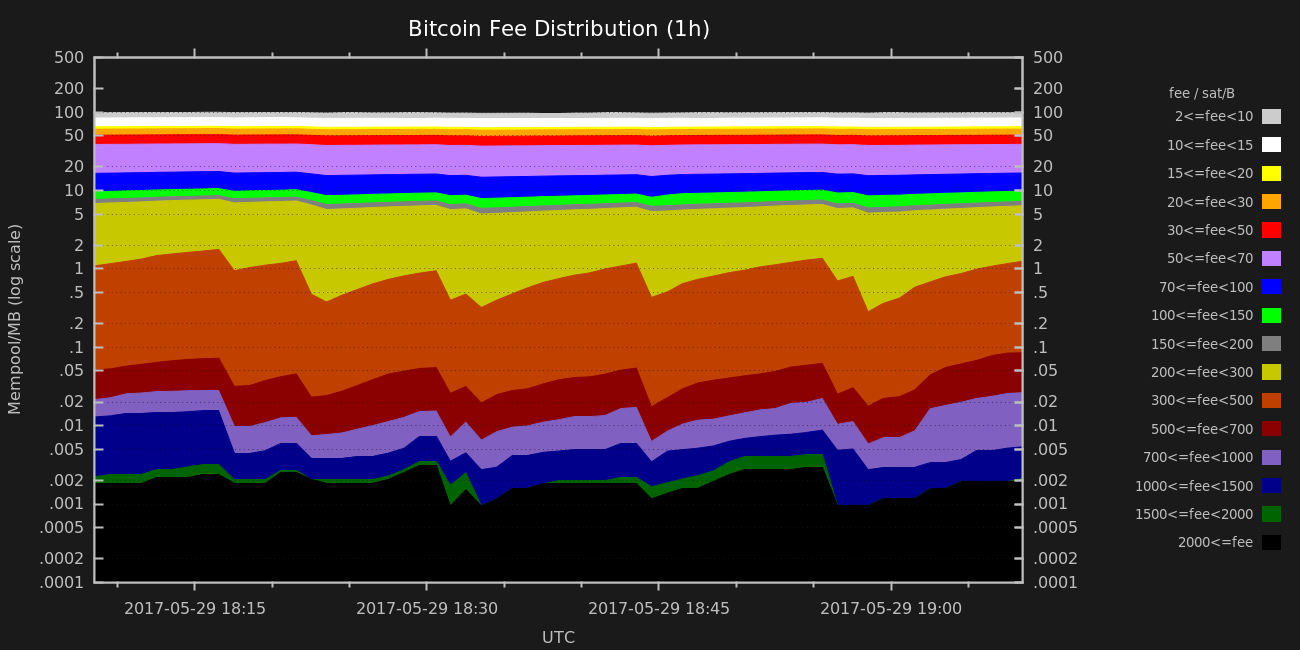 Bitcoin Fee Distribution (1h)
500 500
200 200
100 100
50 50
20 20
10 10
5 5
2 2
1 1
.5 .5
.2 .2
.1 .1
.05 .05
.02 .02
.01 .01
.005 .005
.002 .002
.001 .001
.0005 .0005
.0002 .0002
.0001 .0001
Mempool/MB (log scale)
2017-05-29 18:15 2017-05-29 18:30 2017-05-29 18:45 2017-05-29 19:00
UTC
fee / sat/B
2<=fee<10
10<=fee<15
15<=fee<20
20<=fee<30
30<=fee<50
50<=fee<70
70<=fee<100
100<=fee<150
150<=fee<200
200<=fee<300
300<=fee<500
500<=fee<700
700<=fee<1000
1000<=fee<1500
1500<=fee<2000
2000<=fee